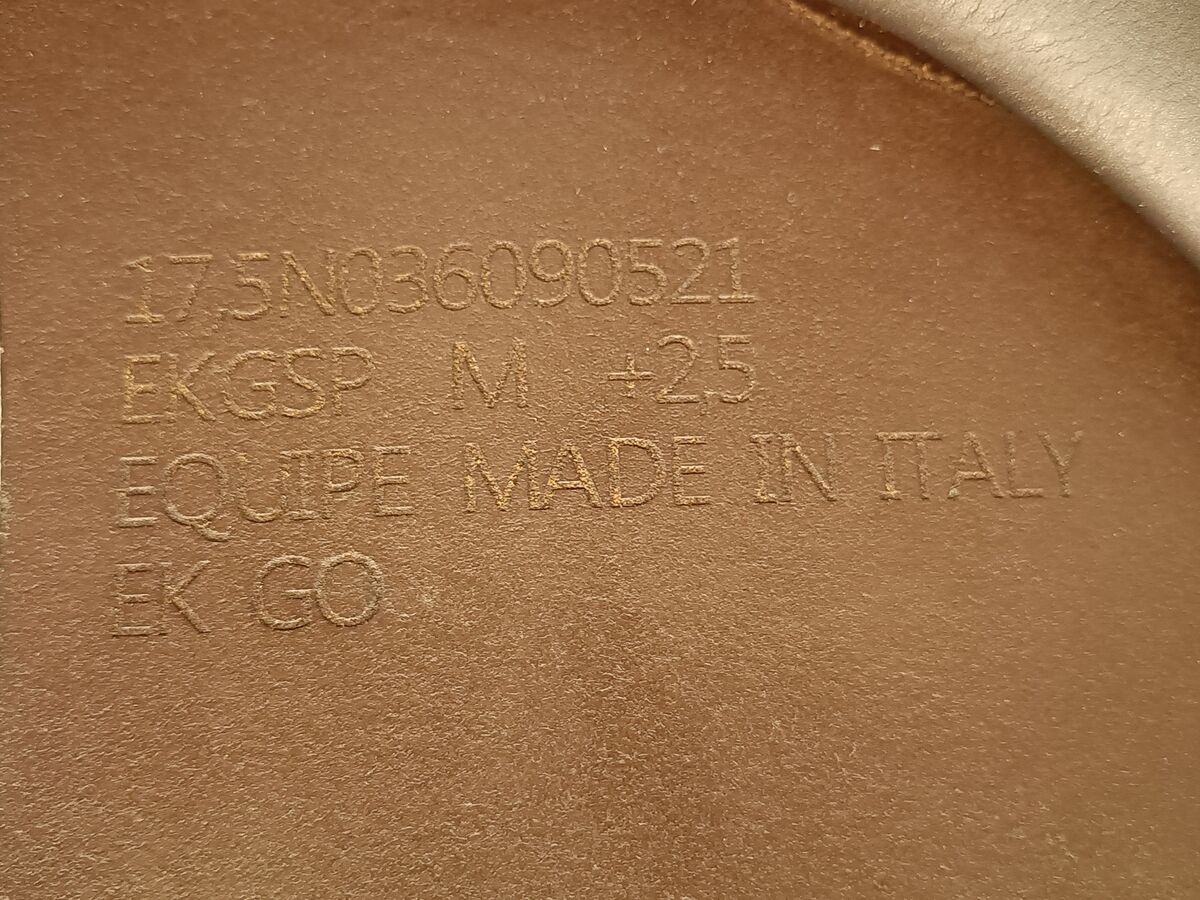 17,5N036090521
EKGSP M +2,5
EQUIPE MADE IN ITALY
EK GO